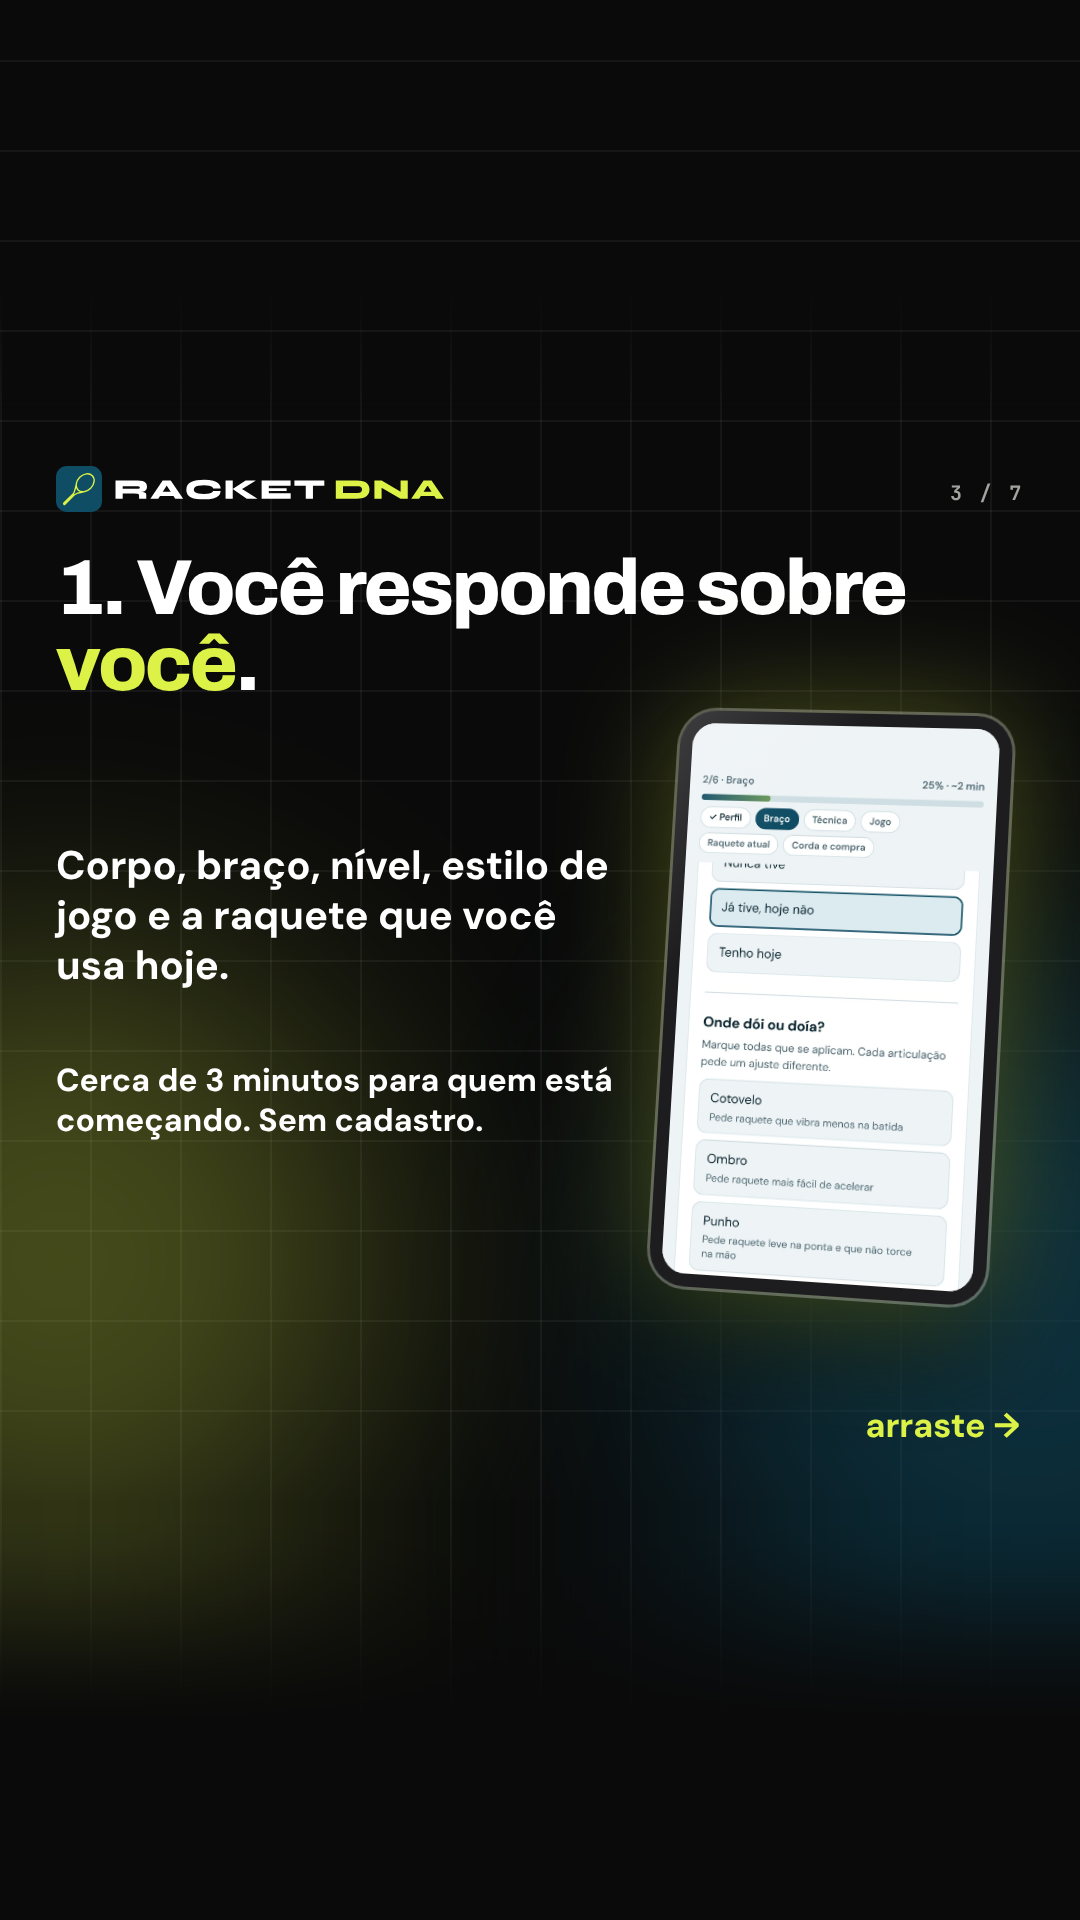 RACKET DNA
3 / 7
1. Você responde sobre
você.
Corpo, braço, nível, estilo de
jogo e a raquete que você
usa hoje.
Cerca de 3 minutos para quem está
começando. Sem cadastro.
2/6 · Braço
25% · ~2 min
✓ Perfil
Braço
Técnica
Jogo
Raquete atual
Corda e compra
Nunca tive
Já tive, hoje não
Tenho hoje
Onde dói ou doía?
Marque todas que se aplicam. Cada articulação
pede um ajuste diferente.
Cotovelo
Pede raquete que vibra menos na batida
Ombro
Pede raquete mais fácil de acelerar
Punho
Pede raquete leve na ponta e que não torce
na mão
arraste →